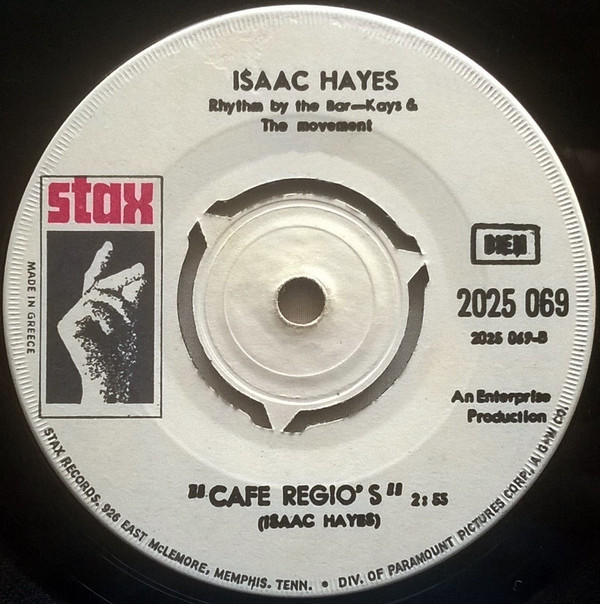 ISAAC HAYES
Rhythm by the Bar-Kays &
The movement
stax
MADE IN GREECE
BIEM
2025 069
2025 069-B
An Enterprise
Production
"CAFE REGIO'S" 2:55
(ISAAC HAYES)
STAX RECORDS, 926 EAST McLEMORE, MEMPHIS. TENN. • DIV. OF PARAMOUNT PICTURES CORP./A G+W CO.